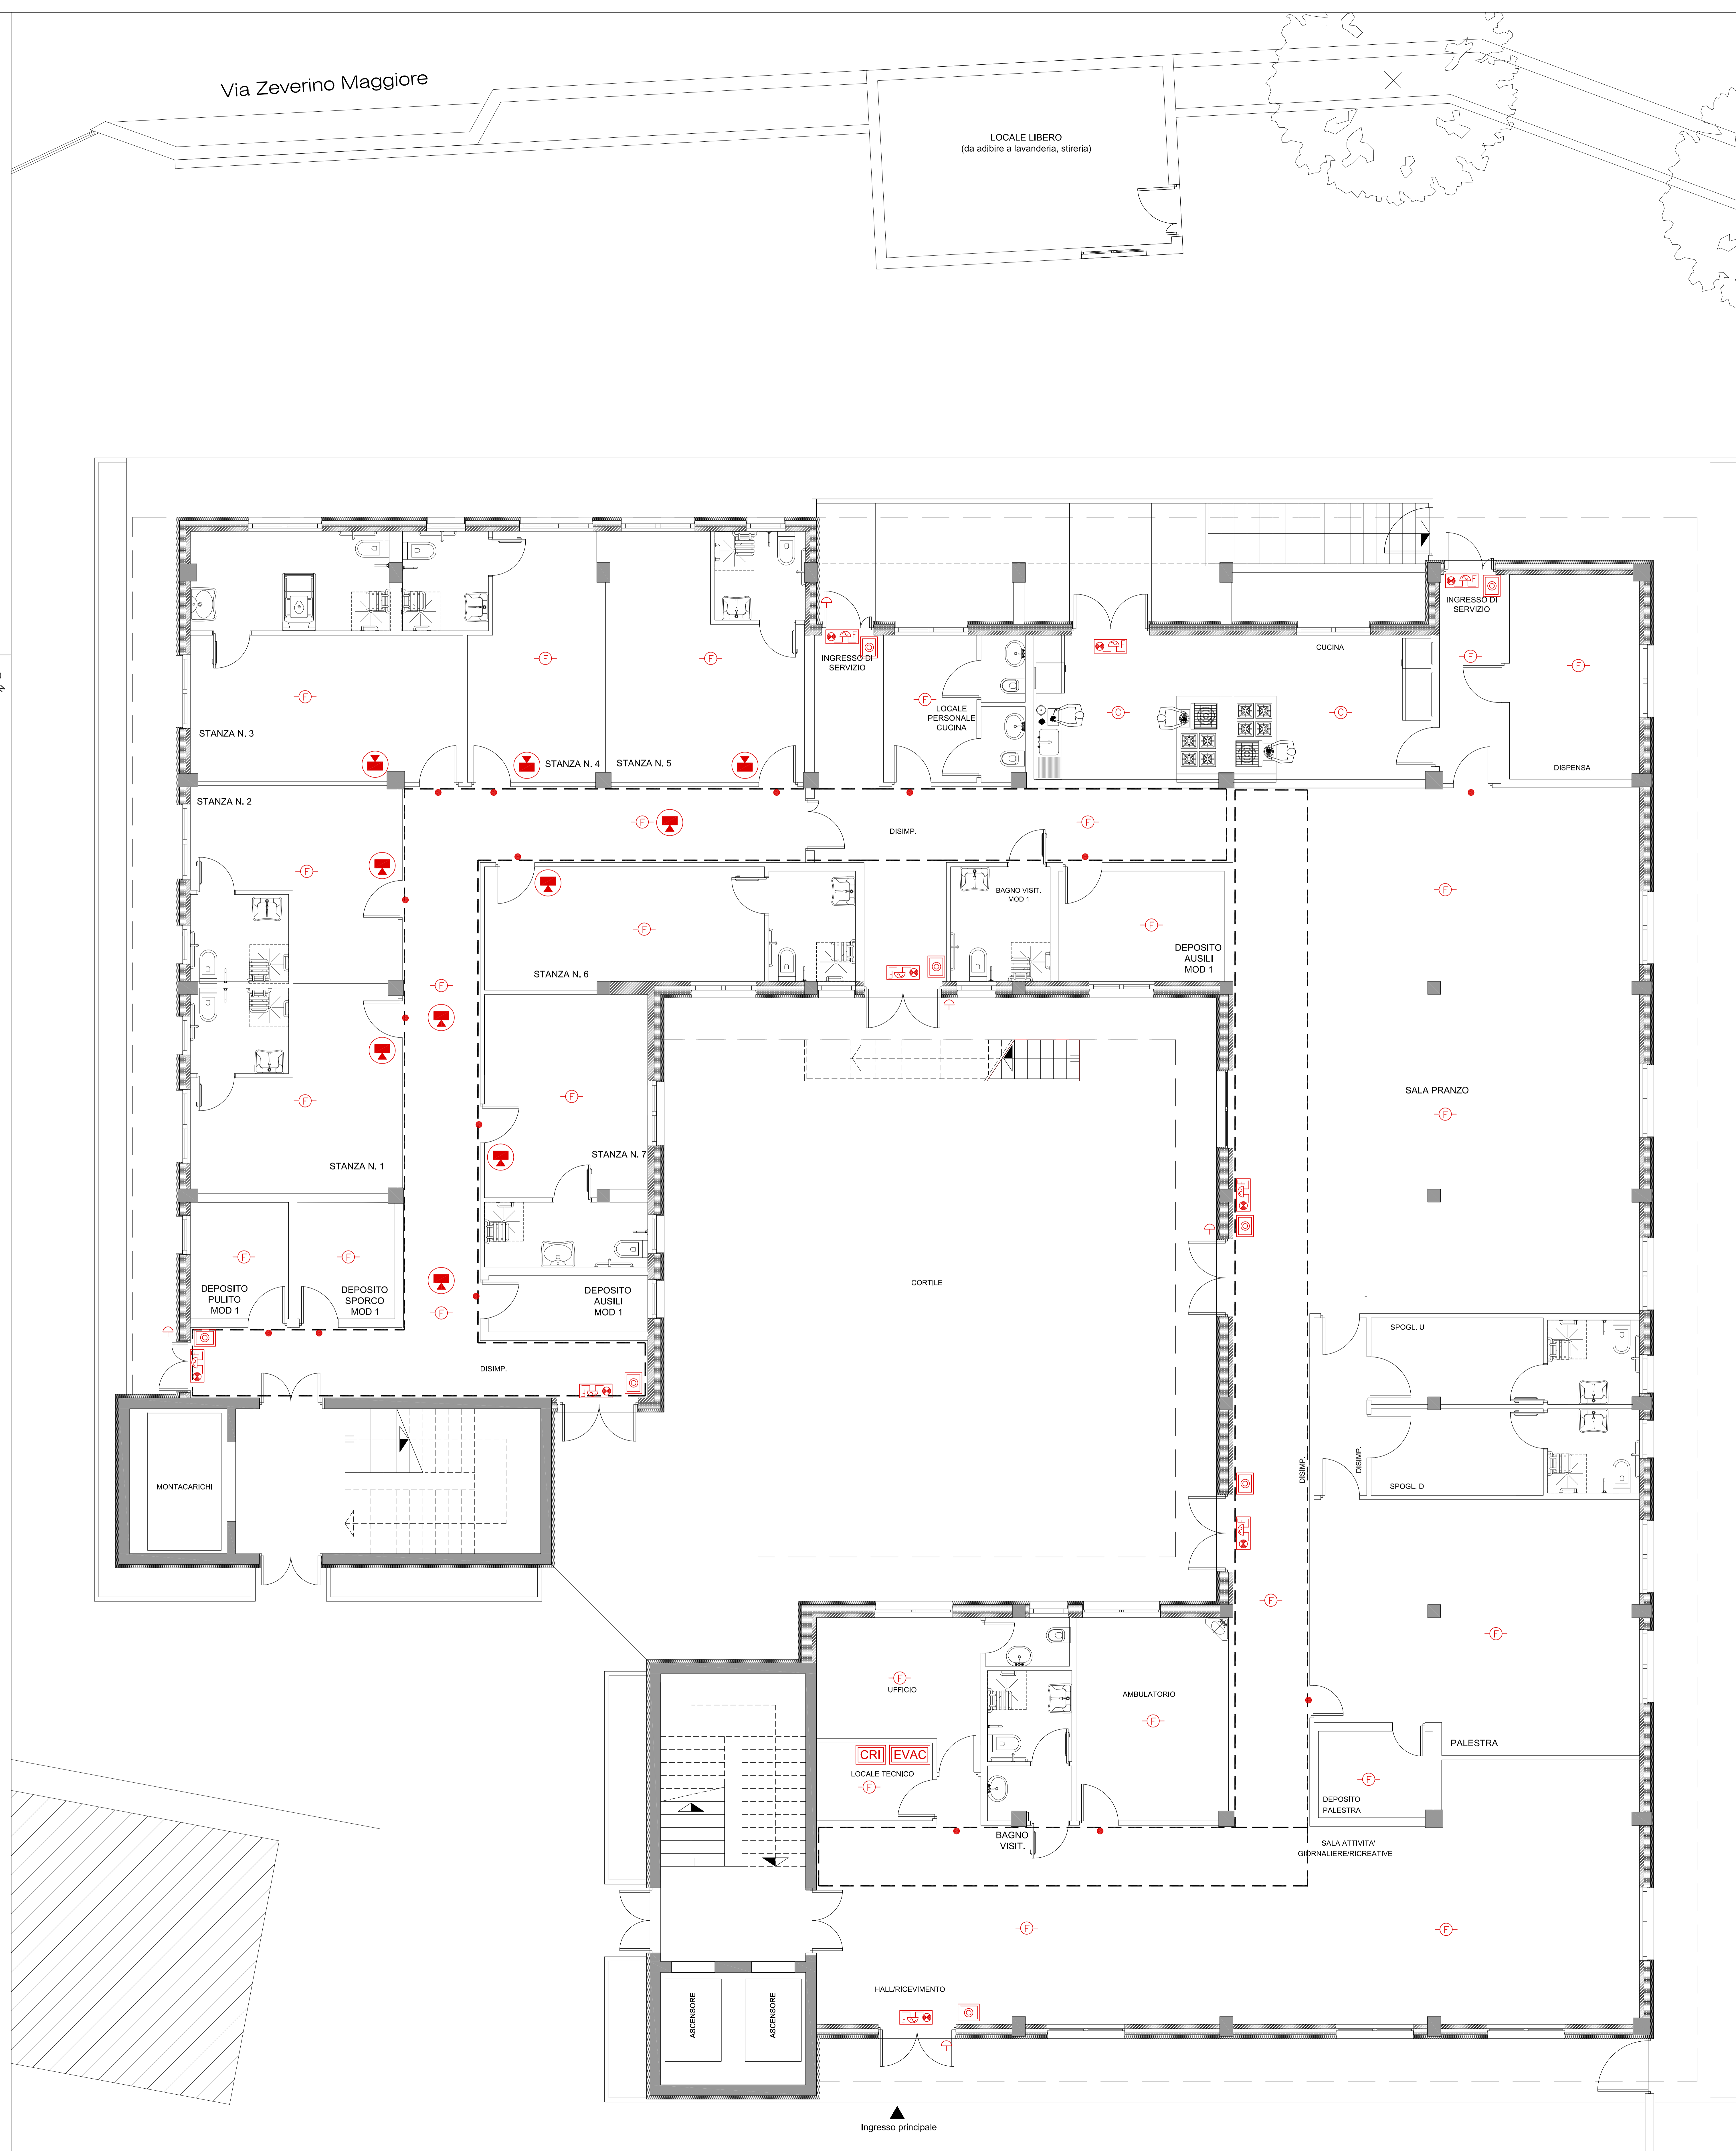 Via Zeverino Maggiore
LOCALE LIBERO
(da adibire a lavanderia, stireria)
F
INGRESSO DI
SERVIZIO
F
INGRESSO DI
SERVIZIO
F
CUCINA
F
F
F
F
F
F
F
LOCALE
PERSONALE
CUCINA
C
C
STANZA N. 3
STANZA N. 4
STANZA N. 5
DISPENSA
STANZA N. 2
F
F
DISIMP.
F
F
BAGNO VISIT.
MOD 1
F
F
F
DEPOSITO
AUSILI
MOD 1
STANZA N. 6
F
F
F
F
SALA PRANZO
F
STANZA N. 7
STANZA N. 1
F
F
F
F
CORTILE
DEPOSITO
PULITO
MOD 1
DEPOSITO
SPORCO
MOD 1
DEPOSITO
AUSILI
MOD 1
F
SPOGL. U
F
DISIMP.
F
MONTACARICHI
DISIMP.
DISIMP.
SPOGL. D
F
F
F
F
UFFICIO
AMBULATORIO
F
PALESTRA
CRI
EVAC
LOCALE TECNICO
F
F
DEPOSITO
PALESTRA
BAGNO
VISIT.
SALA ATTIVITA'
GIORNALIERE/RICREATIVE
F
F
HALL/RICEVIMENTO
F
ASCENSORE
ASCENSORE
Ingresso principale